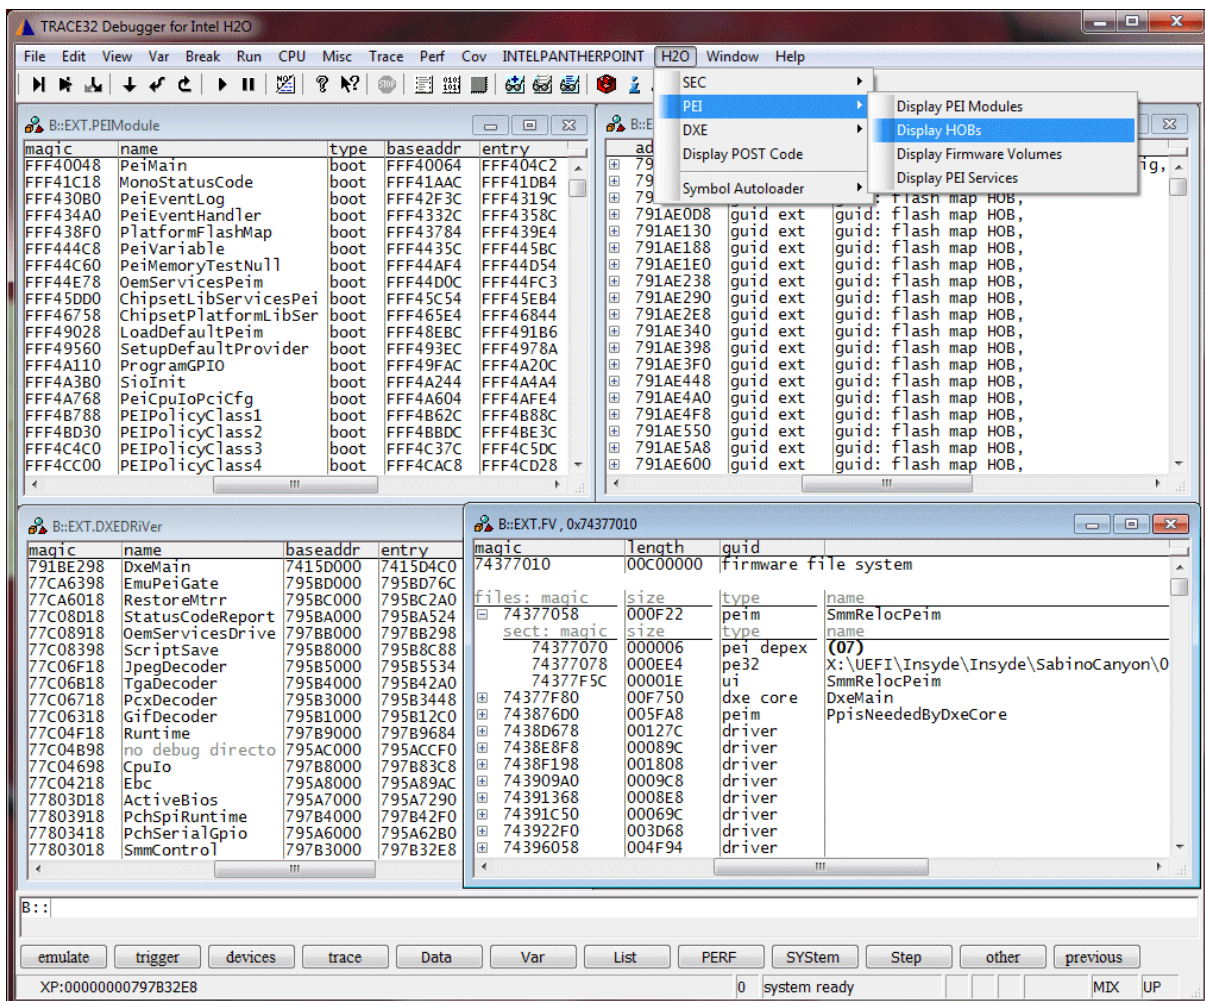 TRACE32 Debugger for Intel H2O
File Edit View Var Break Run CPU Misc Trace Perf Cov INTELPANTHERPOINT H2O Window Help
SEC
PEI
DXE
Display POST Code
Symbol Autoloader
Display PEI Modules
Display HOBs
Display Firmware Volumes
Display PEI Services
B::EXT.PEIModule
magic name type baseaddr entry
FFF40048 PeiMain boot FFF40064 FFF404C2
FFF41C18 MonoStatusCode boot FFF41AAC FFF41DB4
FFF430B0 PeiEventLog boot FFF42F3C FFF4319C
FFF434A0 PeiEventHandler boot FFF4332C FFF4358C
FFF438F0 PlatformFlashMap boot FFF43784 FFF439E4
FFF444C8 PeiVariable boot FFF4435C FFF445BC
FFF44C60 PeiMemoryTestNull boot FFF44AF4 FFF44D54
FFF44E78 OemServicesPeim boot FFF44D0C FFF44FC3
FFF45DD0 ChipsetLibServicesPei boot FFF45C54 FFF45EB4
FFF46758 ChipsetPlatformLibSer boot FFF465E4 FFF46844
FFF49028 LoadDefaultPeim boot FFF48EBC FFF491B6
FFF49560 SetupDefaultProvider boot FFF493EC FFF4978A
FFF4A110 ProgramGPIO boot FFF49FAC FFF4A20C
FFF4A3B0 SioInit boot FFF4A244 FFF4A4A4
FFF4A768 PeiCpuIoPciCfg boot FFF4A604 FFF4AFE4
FFF4B788 PEIPolicyClass1 boot FFF4B62C FFF4B88C
FFF4BD30 PEIPolicyClass2 boot FFF4BBDC FFF4BE3C
FFF4C4C0 PEIPolicyClass3 boot FFF4C37C FFF4C5DC
FFF4CC00 PEIPolicyClass4 boot FFF4CAC8 FFF4CD28
B::E
ad
79 ig,
79
79 guid ext guid: flash map HOB,
791AE0D8 guid ext guid: flash map HOB,
791AE130 guid ext guid: flash map HOB,
791AE188 guid ext guid: flash map HOB,
791AE1E0 guid ext guid: flash map HOB,
791AE238 guid ext guid: flash map HOB,
791AE290 guid ext guid: flash map HOB,
791AE2E8 guid ext guid: flash map HOB,
791AE340 guid ext guid: flash map HOB,
791AE398 guid ext guid: flash map HOB,
791AE3F0 guid ext guid: flash map HOB,
791AE448 guid ext guid: flash map HOB,
791AE4A0 guid ext guid: flash map HOB,
791AE4F8 guid ext guid: flash map HOB,
791AE550 guid ext guid: flash map HOB,
791AE5A8 guid ext guid: flash map HOB,
791AE600 guid ext guid: flash map HOB,
B::EXT.DXEDRiVer
magic name baseaddr entry
791BE298 DxeMain 7415D000 7415D4C0
77CA6398 EmuPeiGate 795BD000 795BD76C
77CA6018 RestoreMtrr 795BC000 795BC2A0
77C08D18 StatusCodeReport 795BA000 795BA524
77C08918 OemServicesDrive 797BB000 797BB298
77C08398 ScriptSave 795B8000 795B8C88
77C06F18 JpegDecoder 795B5000 795B5534
77C06B18 TgaDecoder 795B4000 795B42A0
77C06718 PcxDecoder 795B3000 795B3448
77C06318 GifDecoder 795B1000 795B12C0
77C04F18 Runtime 797B9000 797B9684
77C04B98 no debug directo 795AC000 795ACCF0
77C04698 CpuIo 797B8000 797B83C8
77C04218 Ebc 795A8000 795A89AC
77803D18 ActiveBios 795A7000 795A7290
77803918 PchSpiRuntime 797B4000 797B42F0
77803418 PchSerialGpio 795A6000 795A62B0
77803018 SmmControl 797B3000 797B32E8
B::EXT.FV , 0x74377010
magic length guid
74377010 00C00000 firmware file system
files: magic size type name
74377058 000F22 peim SmmRelocPeim
sect: magic size type name
74377070 000006 pei depex (07)
74377078 000EE4 pe32 X:\UEFI\Insyde\Insyde\SabinoCanyon\0
74377F5C 00001E ui SmmRelocPeim
74377F80 00F750 dxe core DxeMain
743876D0 005FA8 peim PpisNeededByDxeCore
7438D678 00127C driver
7438E8F8 00089C driver
7438F198 001808 driver
743909A0 0009C8 driver
74391368 0008E8 driver
74391C50 00069C driver
743922F0 003D68 driver
74396058 004F94 driver
B::
emulate trigger devices trace Data Var List PERF SYStem Step other previous
XP:00000000797B32E8 0 system ready MIX UP